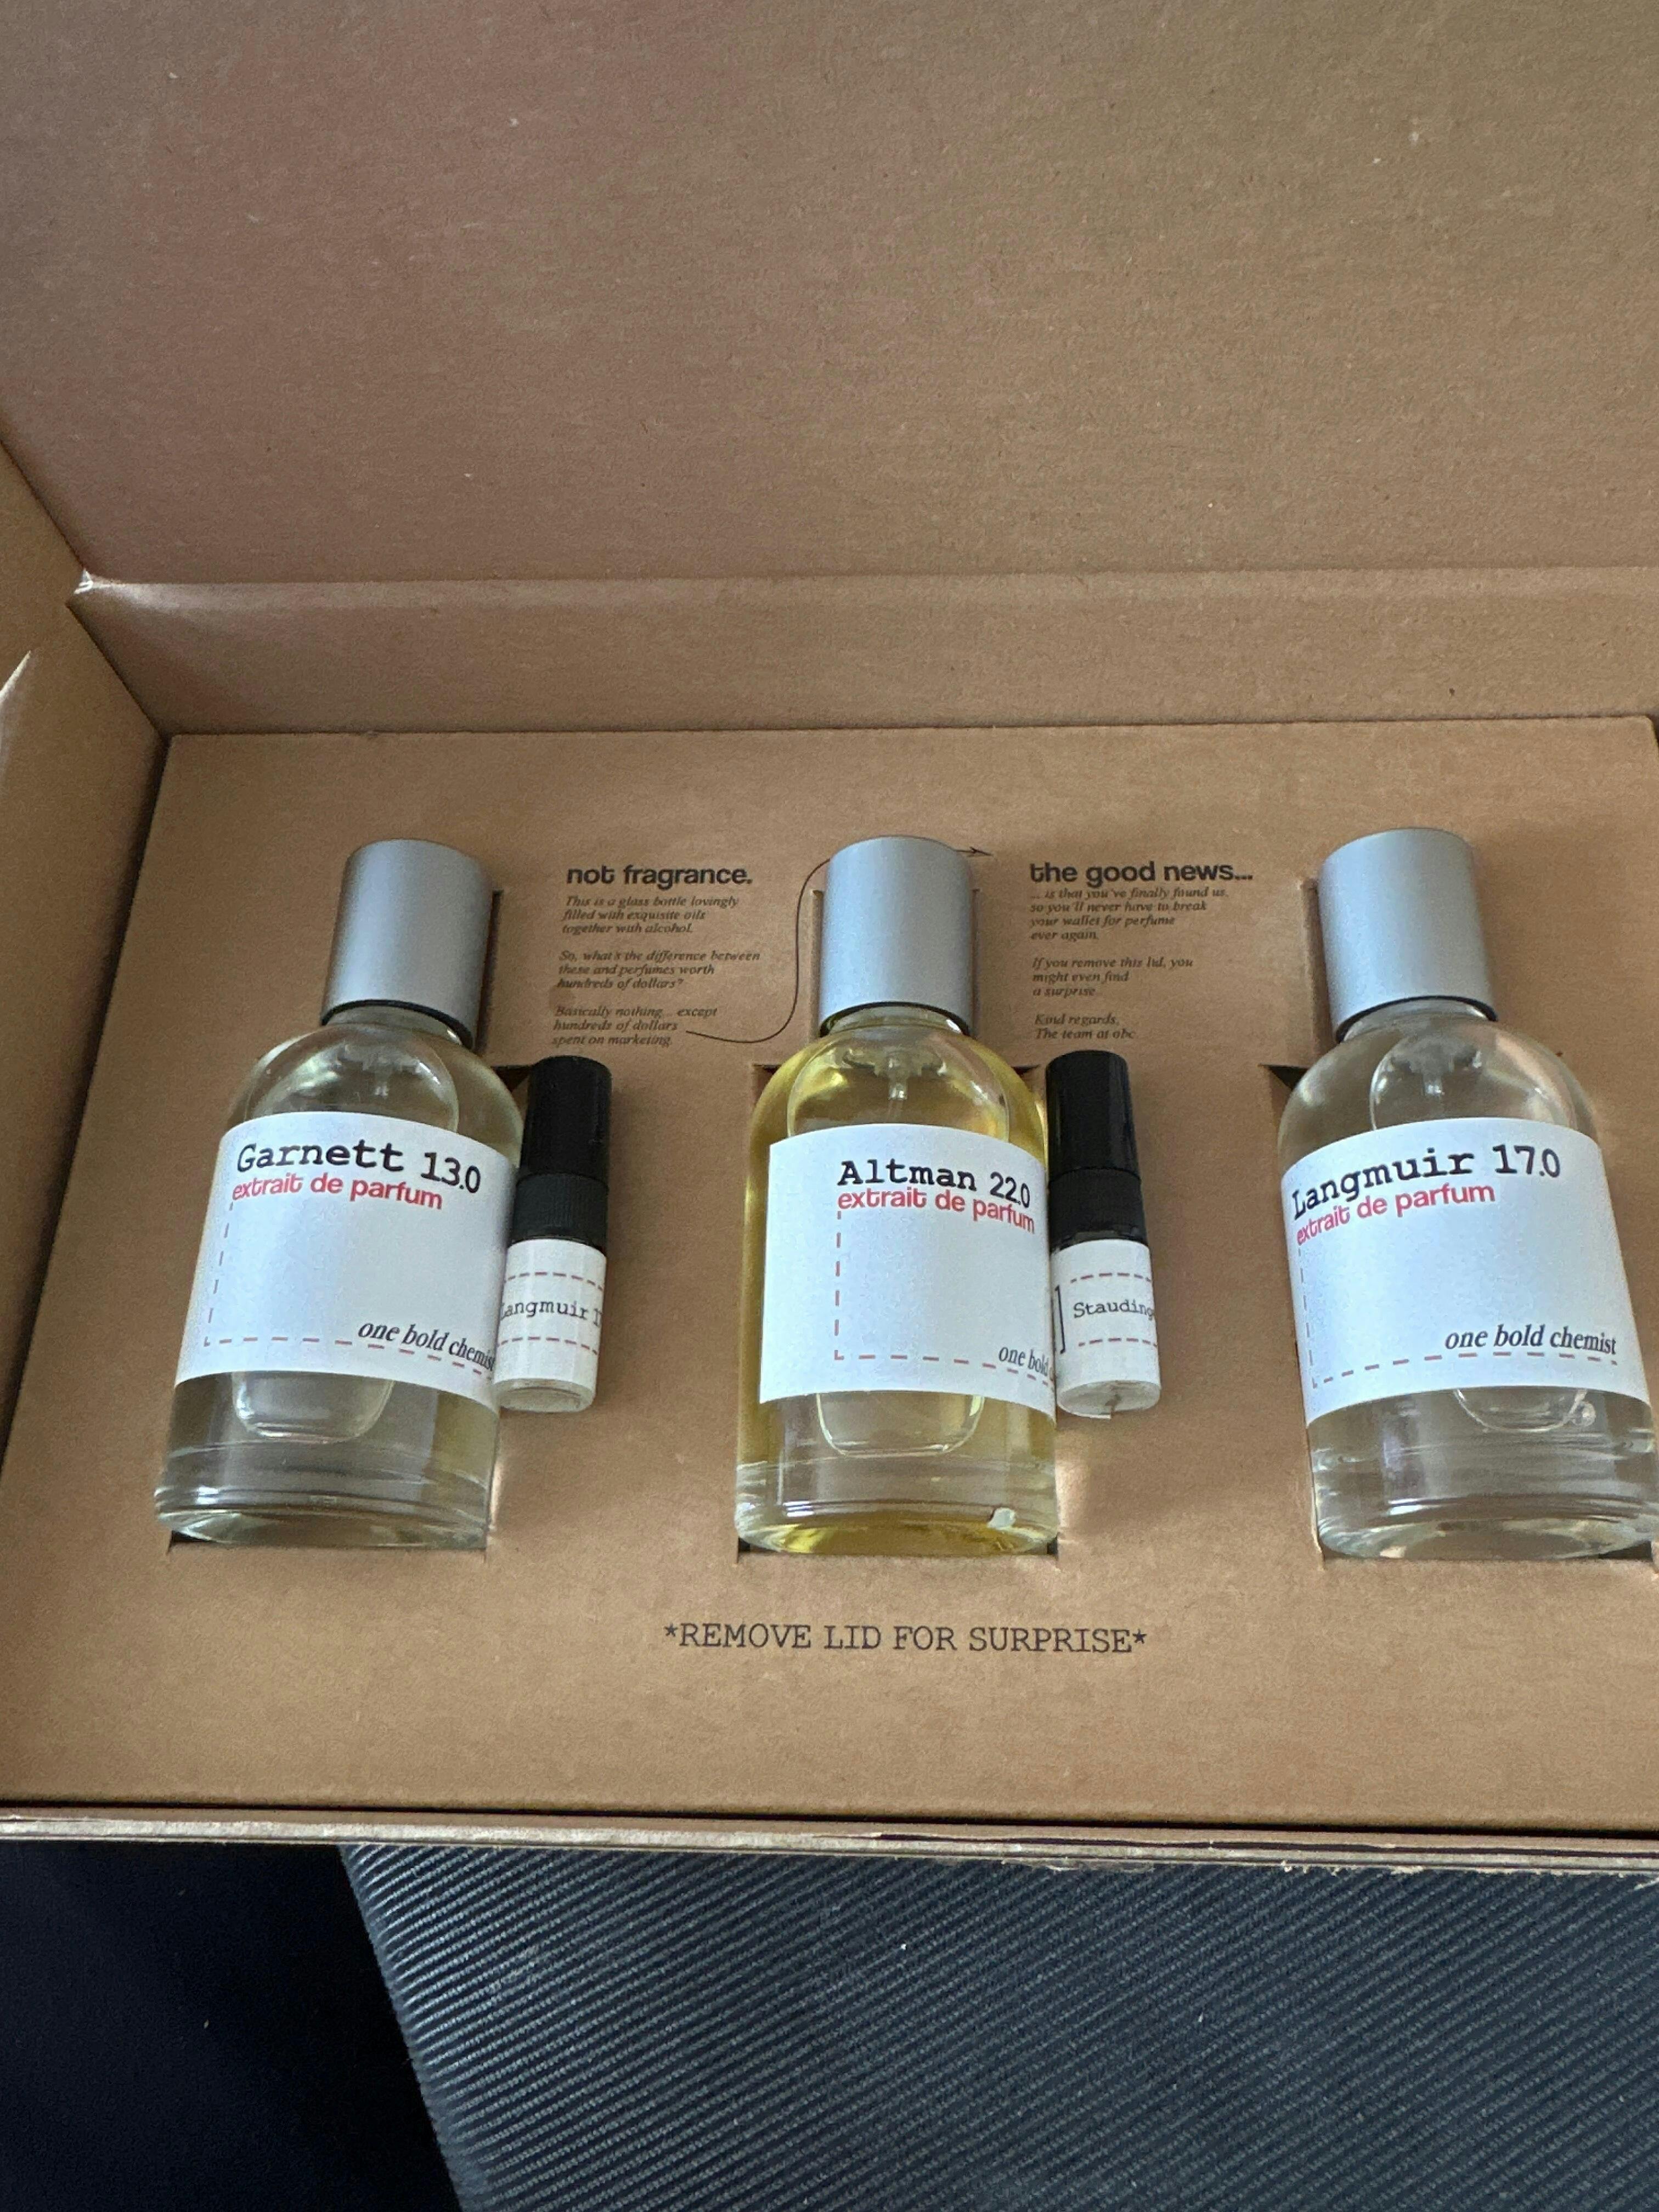 not fragrance.
This is a glass bottle lovingly
filled with exquisite oils
together with alcohol.
So, what's the difference between
these and perfumes worth
hundreds of dollars?
Basically nothing... except
hundreds of dollars
spent on marketing.
the good news...
... is that you've finally found us,
so you'll never have to break
your wallet for perfume
ever again.
If you remove this lid, you
might even find
a surprise...
Kind regards,
The team at obc
Garnett 13.0
extrait de parfum
one bold chemist
Langmuir 1
Altman 22.0
extrait de parfum
one bold
Stauding
Langmuir 17.0
extrait de parfum
one bold chemist
*REMOVE LID FOR SURPRISE*